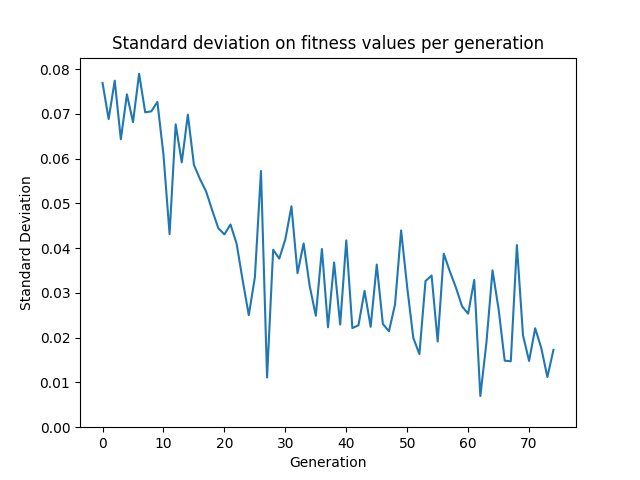 Standard deviation on fitness values per generation
0.08
0.07
0.06
0.05
0.04
0.03
0.02
0.01
0.00
Standard Deviation
0 10 20 30 40 50 60 70
Generation